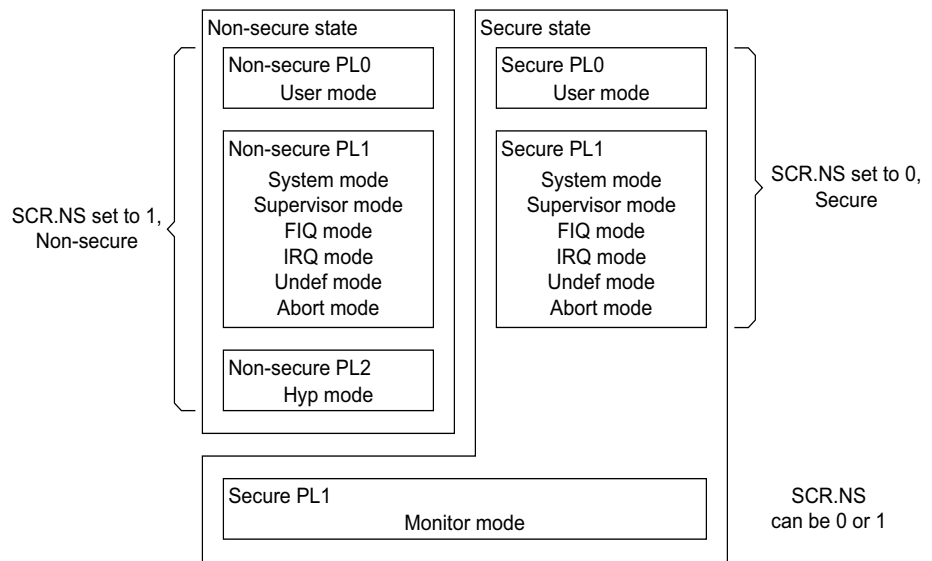 Non-secure state
Non-secure PL0
User mode
Non-secure PL1
System mode
Supervisor mode
FIQ mode
IRQ mode
Undef mode
Abort mode
Non-secure PL2
Hyp mode
SCR.NS set to 1,
Non-secure
Secure state
Secure PL0
User mode
Secure PL1
System mode
Supervisor mode
FIQ mode
IRQ mode
Undef mode
Abort mode
SCR.NS set to 0,
Secure
Secure PL1
Monitor mode
SCR.NS
can be 0 or 1